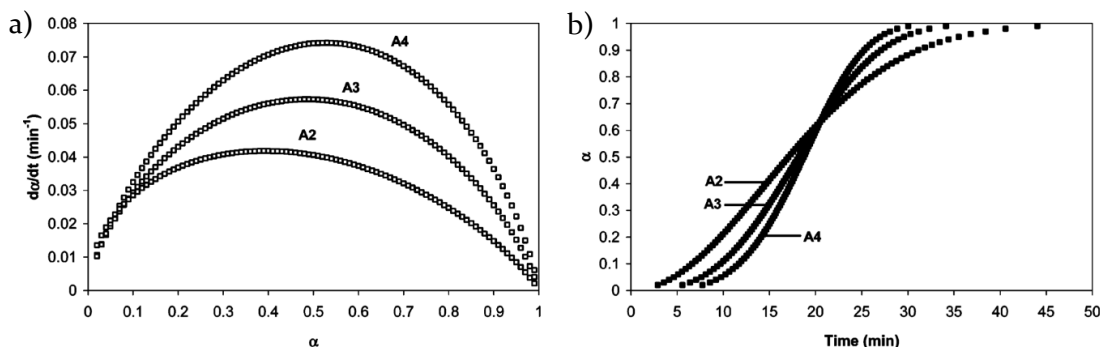 a)
0.08
0.07
0.06
0.05
0.04
0.03
0.02
0.01
0
dα/dt (min⁻¹)
A4
A3
A2
0 0.1 0.2 0.3 0.4 0.5 0.6 0.7 0.8 0.9 1
α
b)
1
0.9
0.8
0.7
0.6
0.5
0.4
0.3
0.2
0.1
0
α
A2
A3
A4
0 5 10 15 20 25 30 35 40 45 50
Time (min)